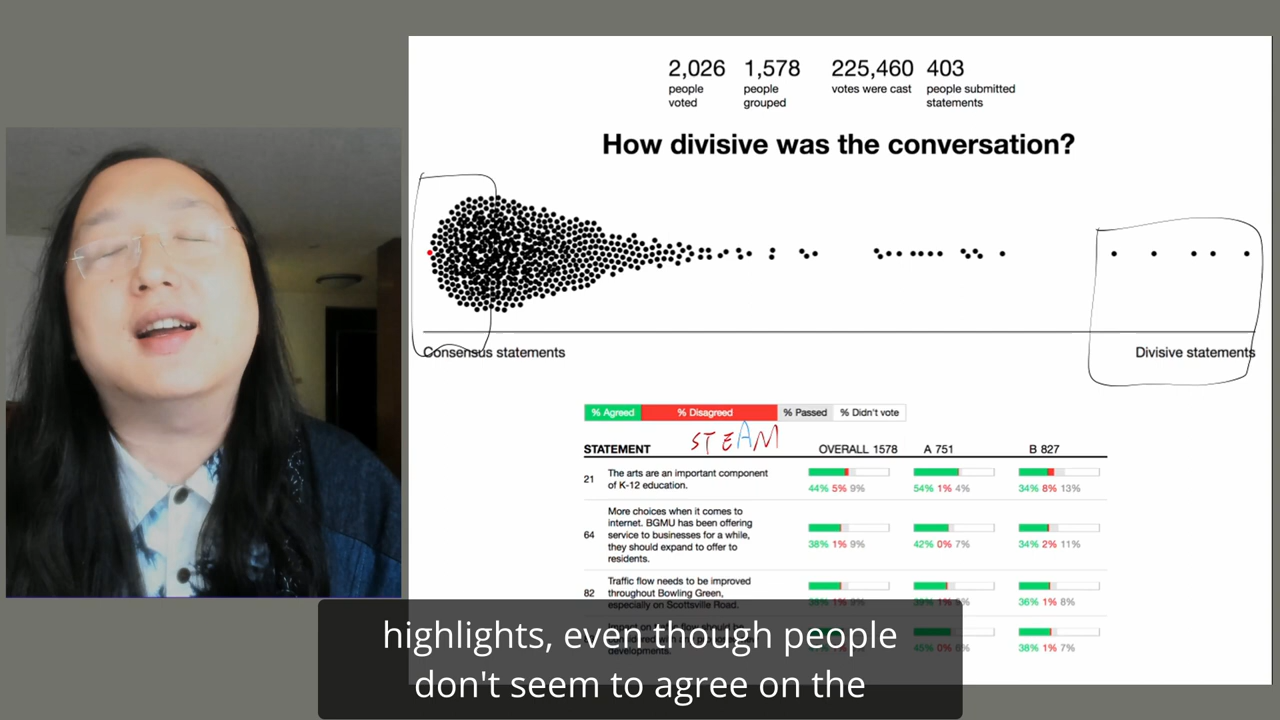 2,026 1,578 225,460 403
people voted
people grouped
votes were cast
people submitted statements
How divisive was the conversation?
Consensus statements
Divisive statements
% Agreed % Disagreed % Passed % Didn't vote
STEAM
STATEMENT OVERALL 1578 A 751 B 827
21 The arts are an important component
of K-12 education.
44% 5% 9% 54% 1% 4% 34% 8% 13%
64 More choices when it comes to
internet. BGMU has been offering
service to businesses for a while,
they should expand to offer to
residents.
38% 1% 9% 42% 0% 7% 34% 2% 11%
82 Traffic flow needs to be improved
throughout Bowling Green,
especially on Scottsville Road.
36% 1% 8%
developments.
38% 1% 7%
highlights, even though people
don't seem to agree on the